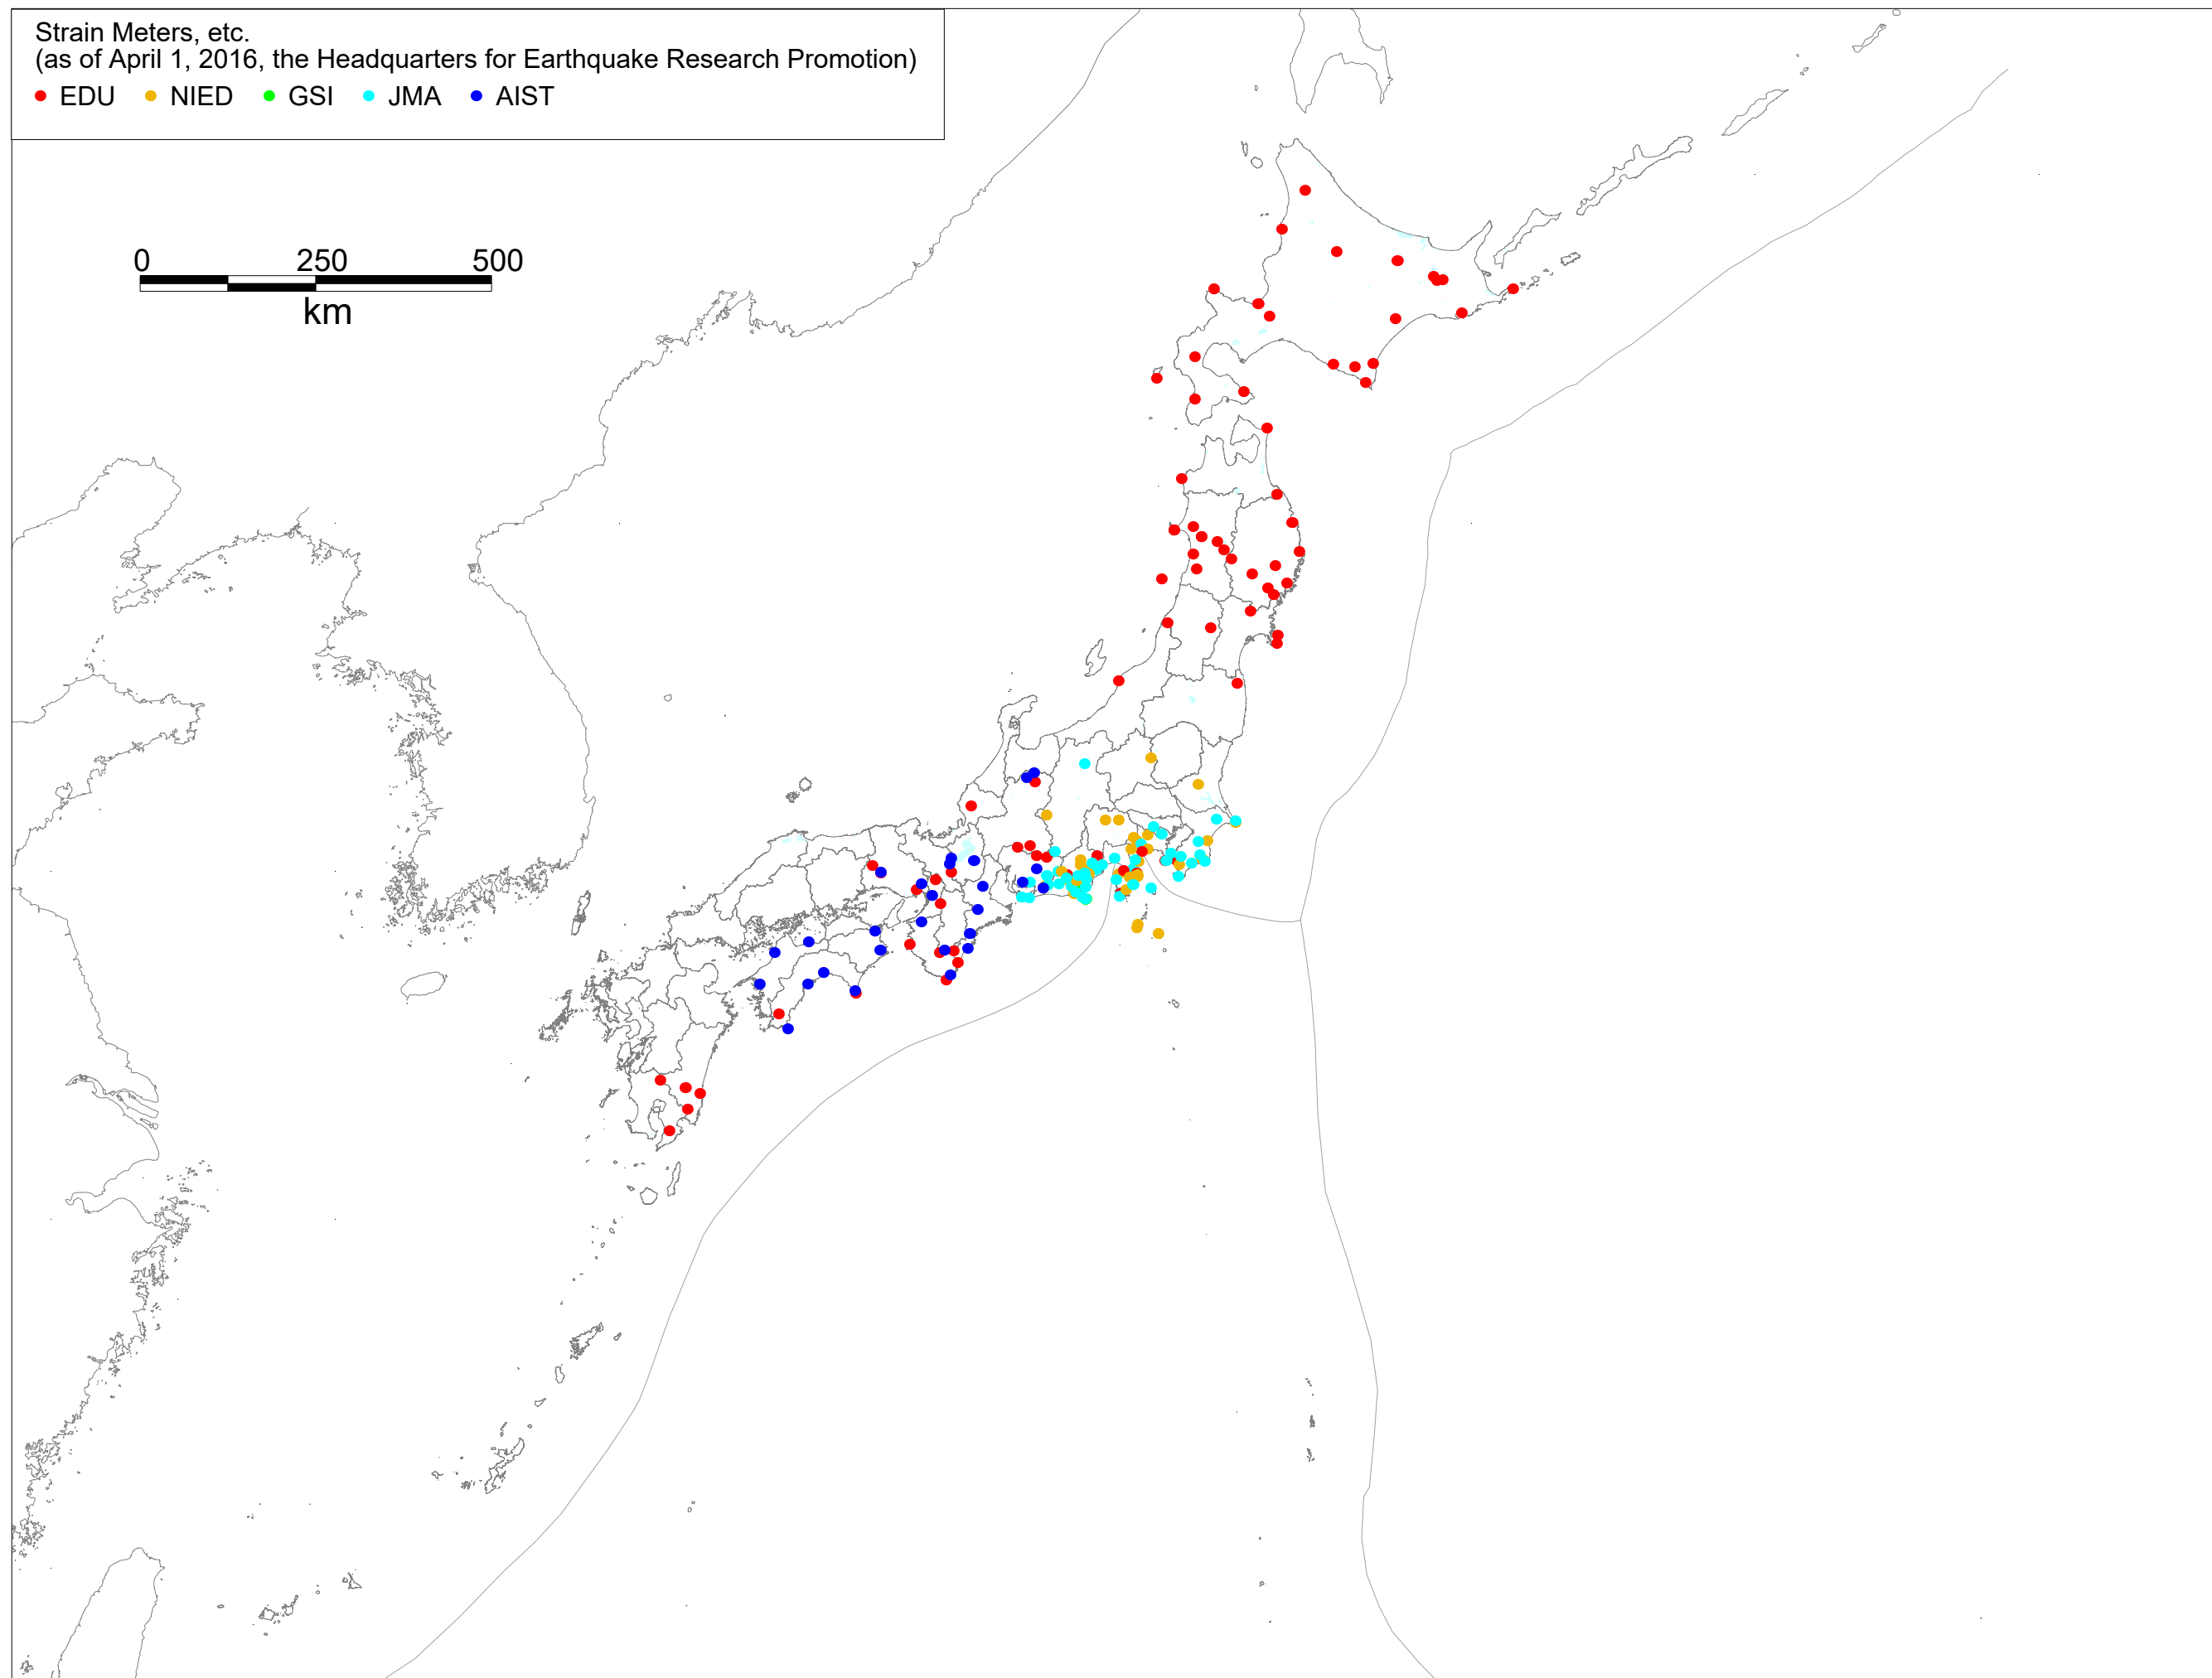 Strain Meters, etc.
(as of April 1, 2016, the Headquarters for Earthquake Research Promotion)
EDU NIED GSI JMA AIST
0 250 500
km